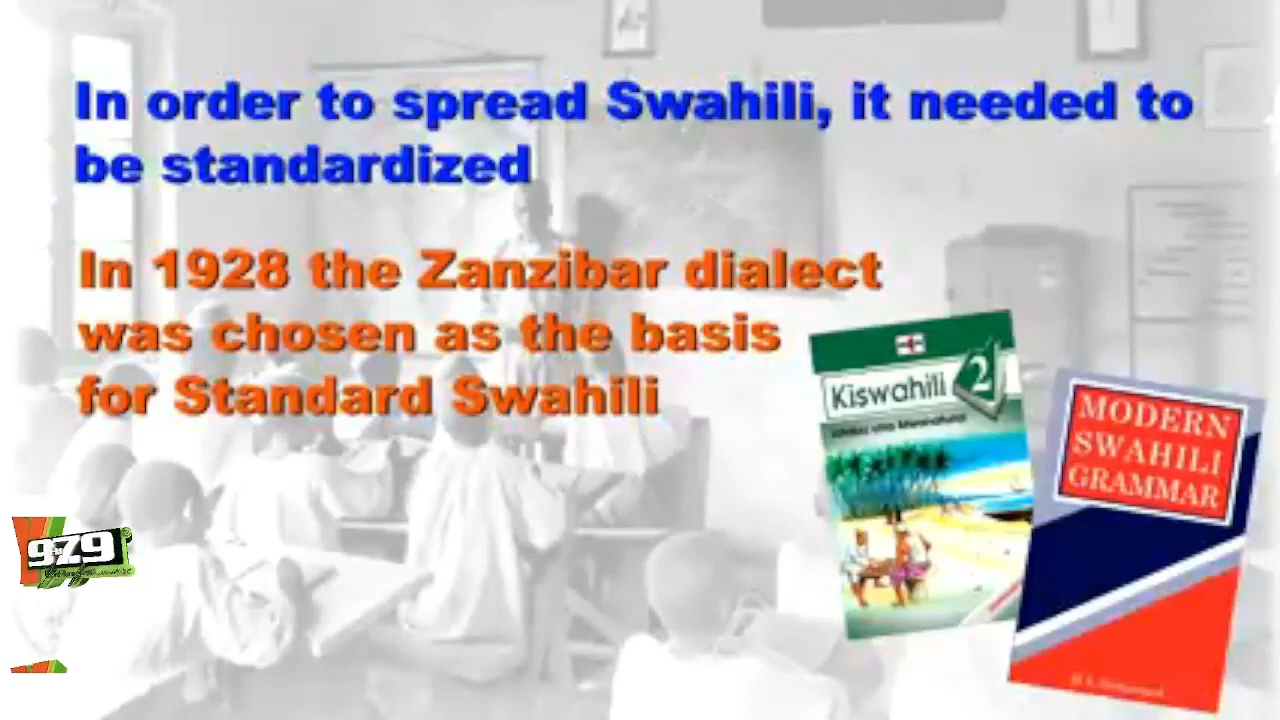 In order to spread Swahili, it needed to
be standardized
In 1928 the Zanzibar dialect
was chosen as the basis
for Standard Swahili
Kiswahili 2
MODERN
SWAHILI
GRAMMAR
979